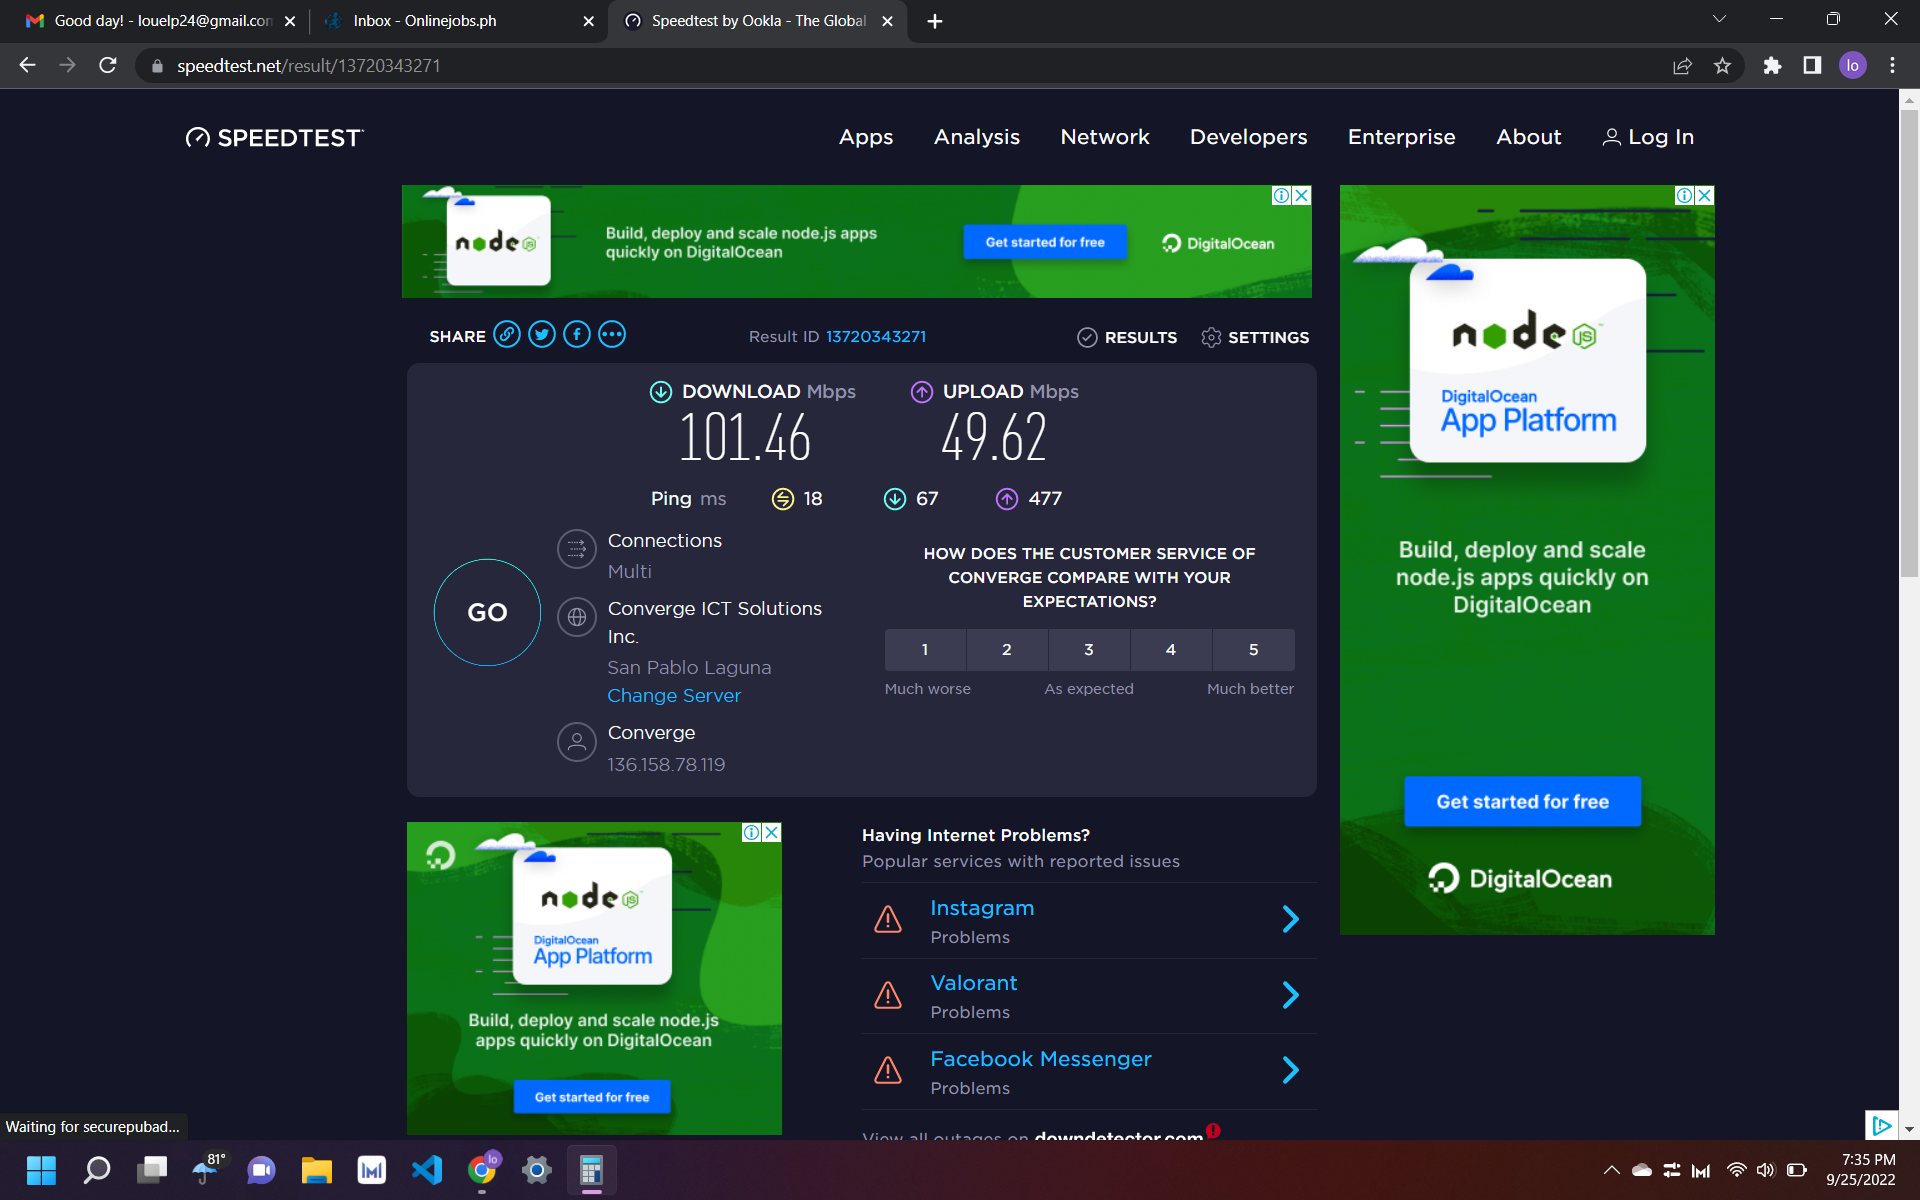 Good day! - louelp24@gmail.con
Inbox - Onlinejobs.ph
Speedtest by Ookla - The Global
speedtest.net/result/13720343271
lo
SPEEDTEST
Apps
Analysis
Network
Developers
Enterprise
About
Log In
node JS
Build, deploy and scale node.js apps
quickly on DigitalOcean
Get started for free
DigitalOcean
SHARE
Result ID 13720343271
RESULTS
SETTINGS
DOWNLOAD Mbps
101.46
UPLOAD Mbps
49.62
Ping ms
18
67
477
GO
Connections
Multi
Converge ICT Solutions
Inc.
San Pablo Laguna
Change Server
Converge
136.158.78.119
HOW DOES THE CUSTOMER SERVICE OF
CONVERGE COMPARE WITH YOUR
EXPECTATIONS?
1 2 3 4 5
Much worse
As expected
Much better
node JS
DigitalOcean
App Platform
Build, deploy and scale
node.js apps quickly on
DigitalOcean
Get started for free
DigitalOcean
node JS
DigitalOcean
App Platform
Build, deploy and scale node.js
apps quickly on DigitalOcean
Get started for free
Having Internet Problems?
Popular services with reported issues
Instagram
Problems
Valorant
Problems
Facebook Messenger
Problems
View all outages on downdetector.com
Waiting for securepubad...
81°
lo
7:35 PM
9/25/2022